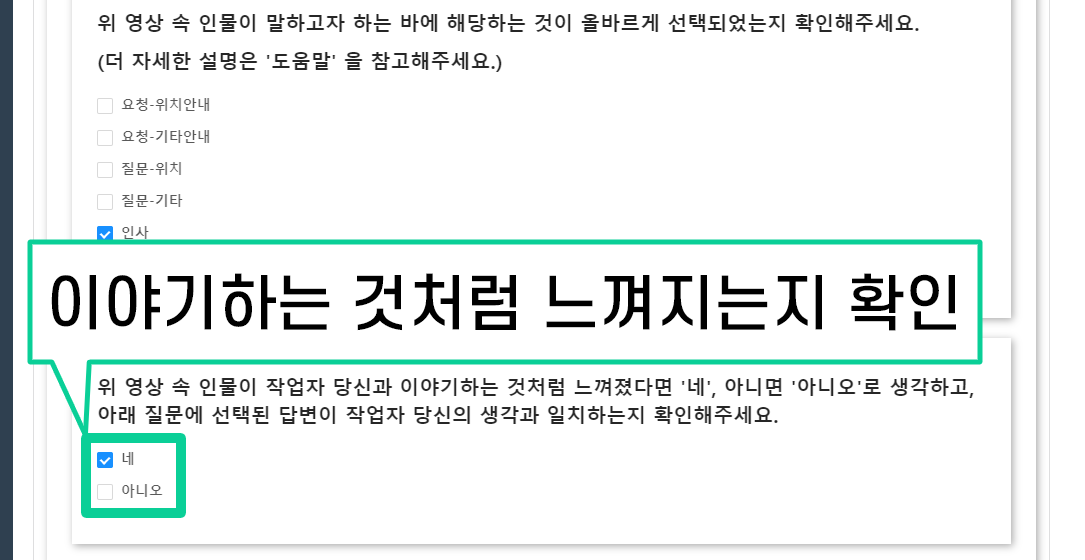 위 영상 속 인물이 말하고자 하는 바에 해당하는 것이 올바르게 선택되었는지 확인해주세요.
(더 자세한 설명은 '도움말' 을 참고해주세요.)
요청-위치안내
요청-기타안내
질문-위치
질문-기타
인사
이야기하는 것처럼 느껴지는지 확인
위 영상 속 인물이 작업자 당신과 이야기하는 것처럼 느껴졌다면 '네', 아니면 '아니오'로 생각하고,
아래 질문에 선택된 답변이 작업자 당신의 생각과 일치하는지 확인해주세요.
네
아니오